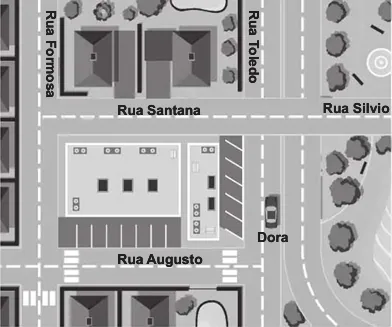 Rua Formosa
Rua Toledo
Rua Santana
Rua Silvio
Dora
Rua Augusto